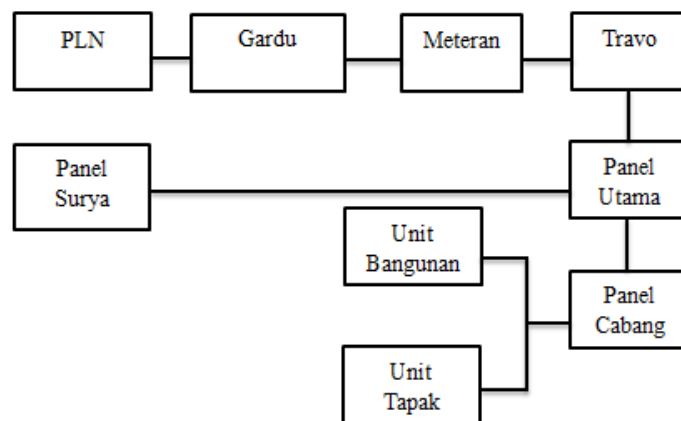 PLN
Gardu
Meteran
Travo
Panel
Surya
Panel
Utama
Unit
Bangunan
Panel
Cabang
Unit
Tapak